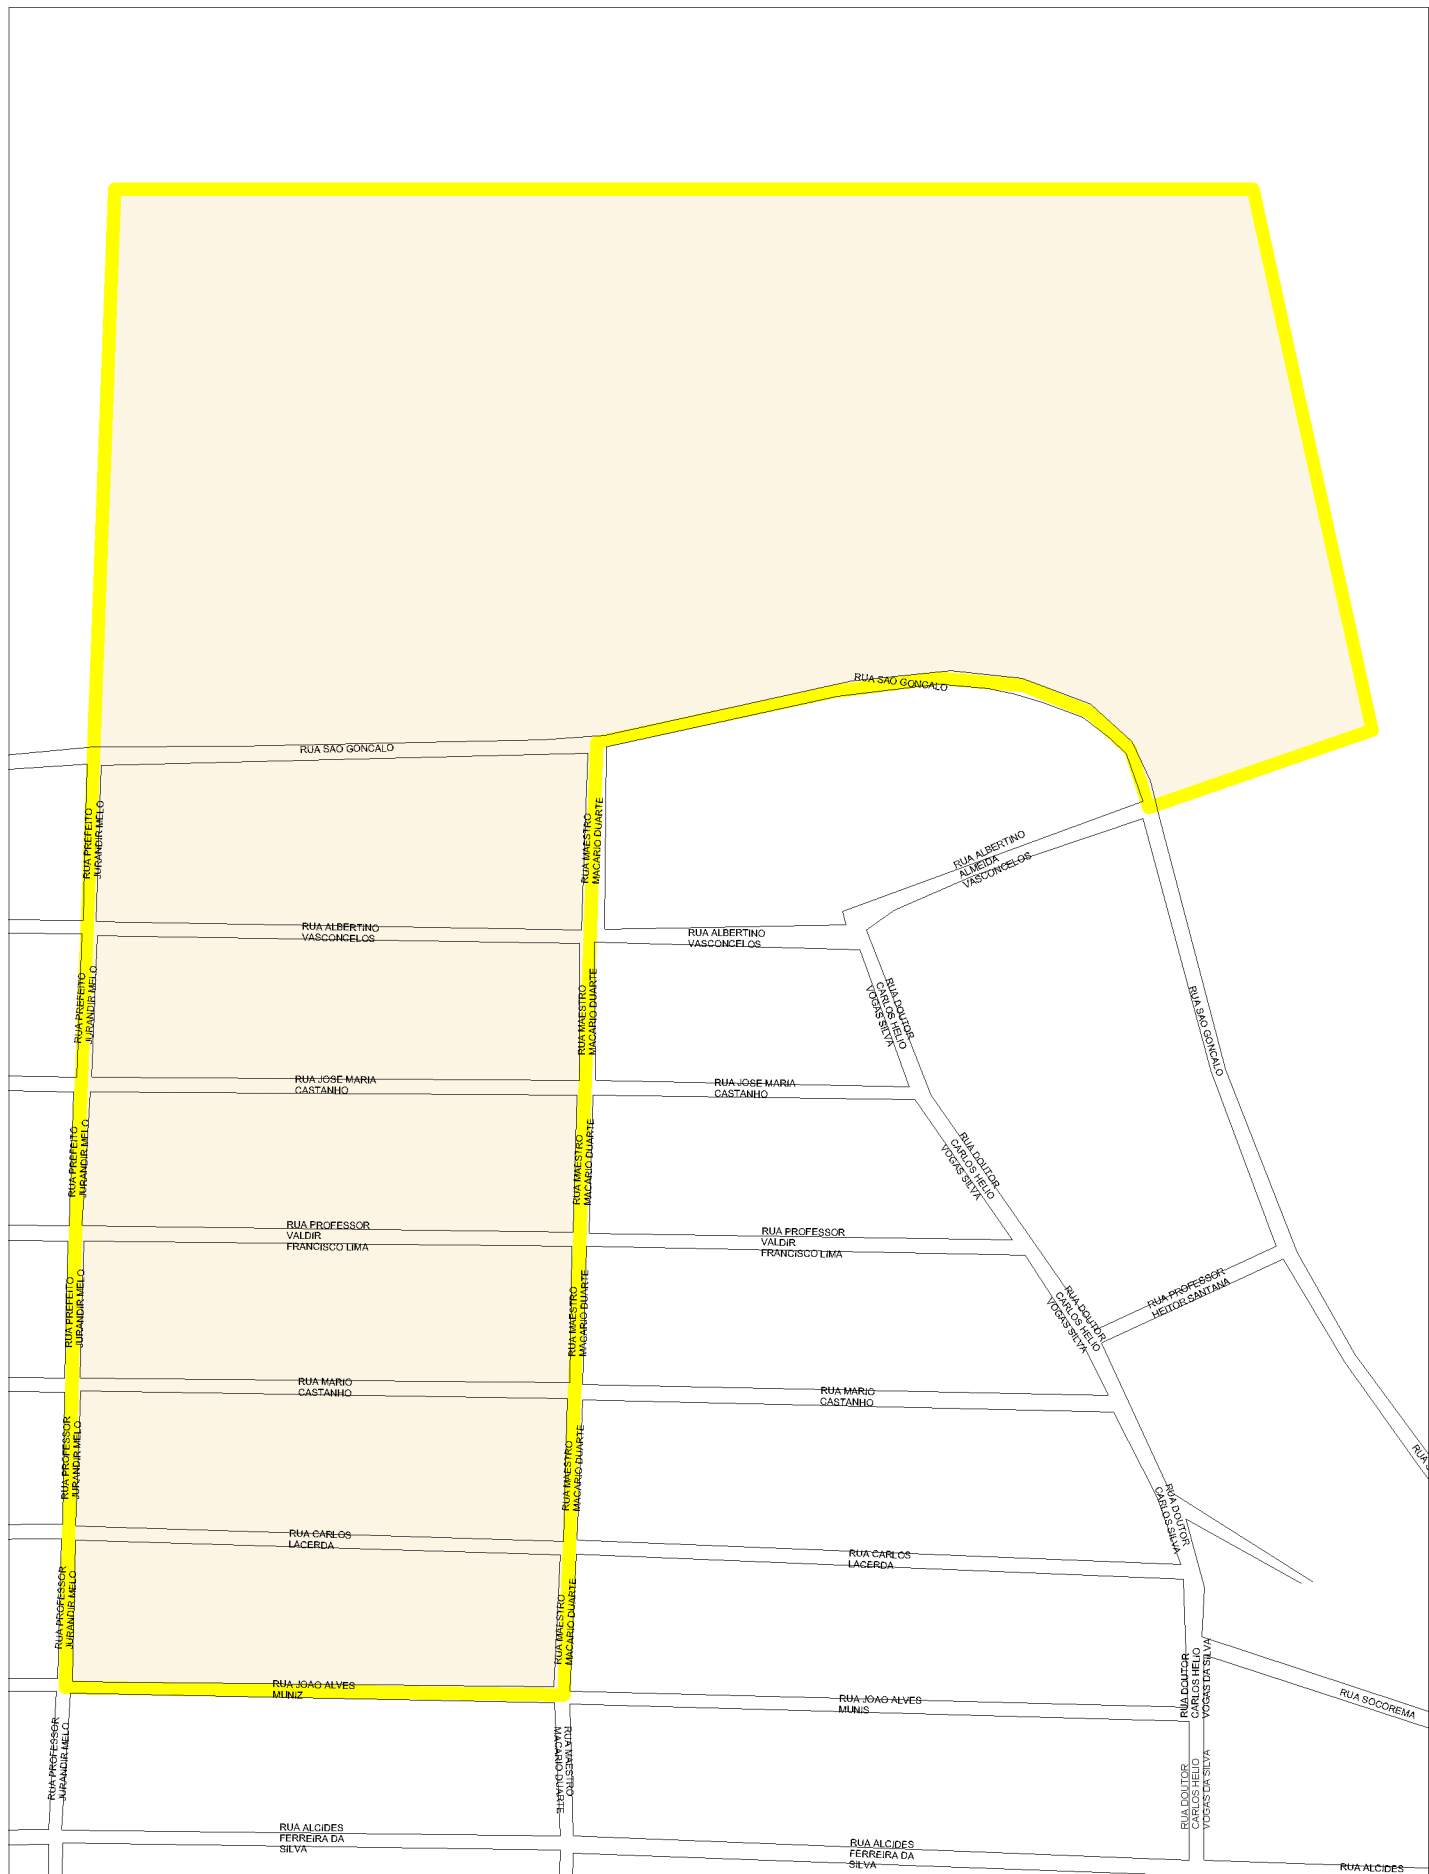 RUA SAO GONCALO
RUA SAO GONCALO
RUA PREFEITO
JURANDIR MELO
RUA MAESTRO
MACARIO DUARTE
RUA ALBERTINO
ALMEIDA
VASCONCELOS
RUA ALBERTINO
VASCONCELOS
RUA ALBERTINO
VASCONCELOS
RUA PREFEITO
JURANDIR MELO
RUA MAESTRO
MACARIO DUARTE
RUA DOUTOR
CARLOS HELIO
VOGAS SILVA
RUA SAO GONCALO
RUA JOSE MARIA
CASTANHO
RUA JOSE MARIA
CASTANHO
RUA PREFEITO
JURANDIR MELO
RUA MAESTRO
MACARIO DUARTE
RUA DOUTOR
CARLOS HELIO
VOGAS SILVA
RUA PROFESSOR
VALDIR
FRANCISCO LIMA
RUA PROFESSOR
VALDIR
FRANCISCO LIMA
RUA PREFEITO
JURANDIR MELO
RUA MAESTRO
MACARIO DUARTE
RUA DOUTOR
CARLOS HELIO
VOGAS SILVA
RUA PROFESSOR
HEITOR SANTANA
RUA MARIO
CASTANHO
RUA MARIO
CASTANHO
RUA PROFESSOR
JURANDIR MELO
RUA MAESTRO
MACARIO DUARTE
RUA DOUTOR
CARLOS SILVA
RUA
RUA CARLOS
LACERDA
RUA CARLOS
LACERDA
RUA PROFESSOR
JURANDIR MELO
RUA MAESTRO
MACARIO DUARTE
RUA DOUTOR
CARLOS HELIO
VOGAS DA SILVA
RUA SOCOREMA
RUA JOAO ALVES
MUNIZ
RUA JOAO ALVES
MUNIS
RUA PROFESSOR
JURANDIR MELO
RUA MAESTRO
MACARIO DUARTE
RUA DOUTOR
CARLOS HELIO
VOGAS DA SILVA
RUA ALCIDES
FERREIRA DA
SILVA
RUA ALCIDES
FERREIRA DA
SILVA
RUA ALCIDES